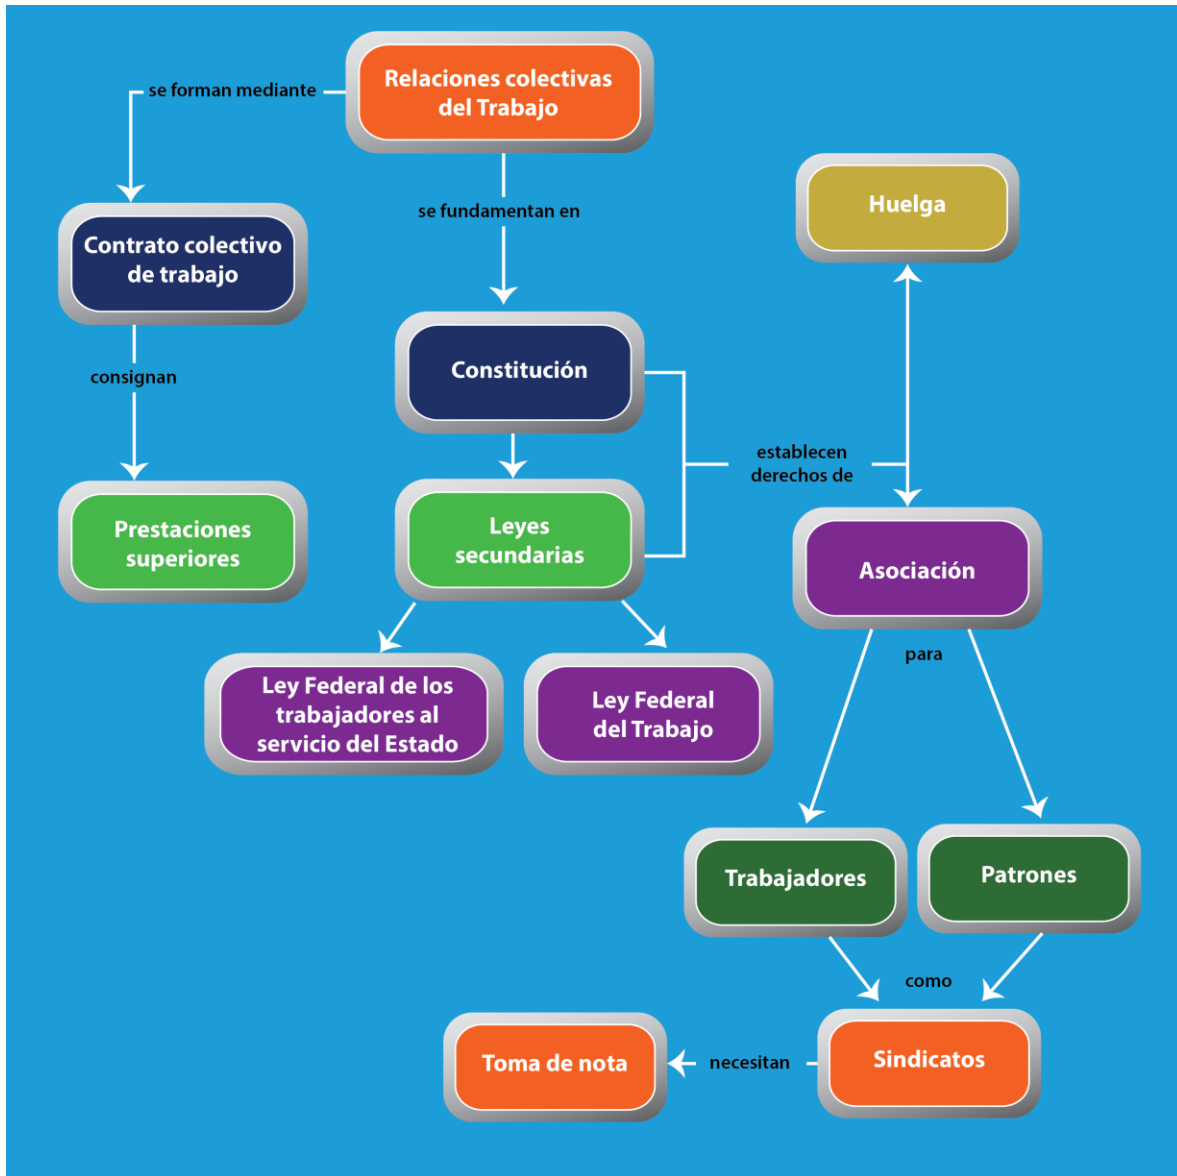 Relaciones colectivas
del Trabajo
se forman mediante
se fundamentan en
Huelga
Contrato colectivo
de trabajo
consignan
Constitución
establecen
derechos de
Prestaciones
superiores
Leyes
secundarias
Asociación
para
Ley Federal de los
trabajadores al
servicio del Estado
Ley Federal
del Trabajo
Trabajadores
Patrones
como
Sindicatos
necesitan
Toma de nota